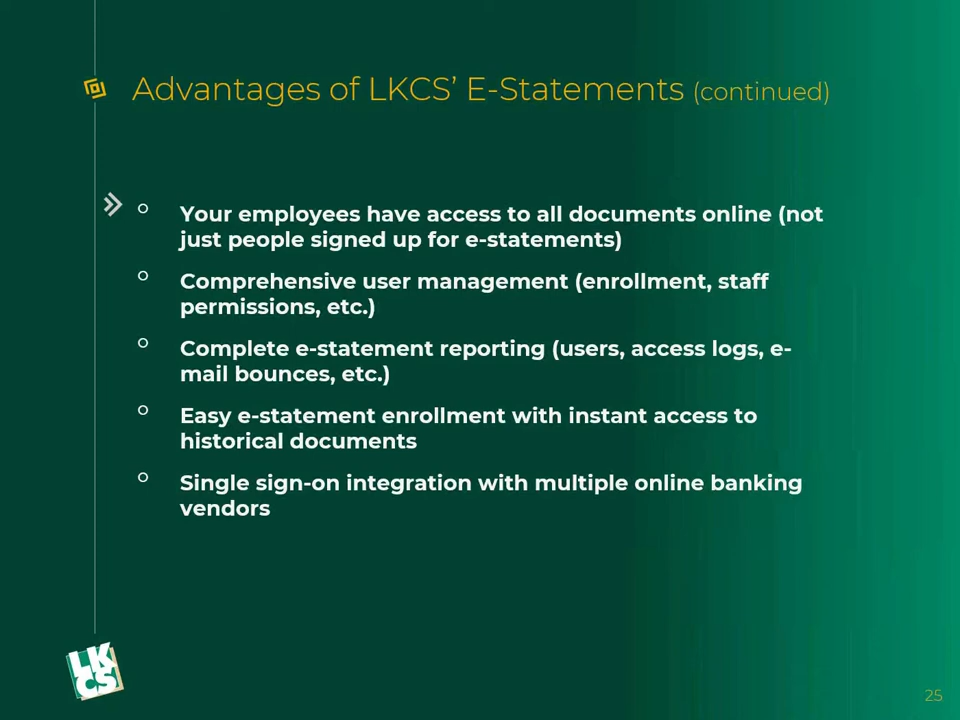 Advantages of LKCS’ E-Statements (continued)
Your employees have access to all documents online (not
just people signed up for e-statements)
Comprehensive user management (enrollment, staff
permissions, etc.)
Complete e-statement reporting (users, access logs, e-
mail bounces, etc.)
Easy e-statement enrollment with instant access to
historical documents
Single sign-on integration with multiple online banking
vendors
LK
CS
25